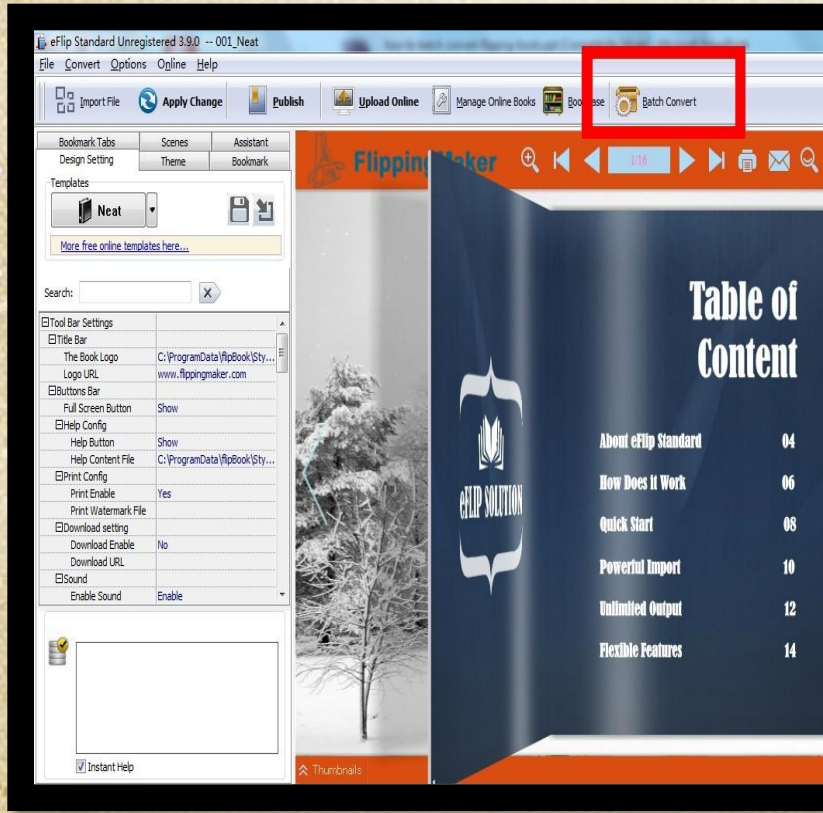 eFlip Standard Unregistered 3.9.0 -- 001_Neat
File Convert Options Online Help
Import File Apply Change Publish Upload Online Manage Online Books Batch Convert
Bookmark Tabs Scenes Assistant
Design Setting Theme Bookmark
Templates
Neat
More free online templates here...
Search:
Tool Bar Settings
Title Bar
The Book Logo C:\ProgramData\flipBook\Sty...
Logo URL www.flippingmaker.com
Buttons Bar
Full Screen Button Show
Help Config
Help Button Show
Help Content File C:\ProgramData\flipBook\Sty...
Print Config
Print Enable Yes
Print Watermark File
Download setting
Download Enable No
Download URL
Sound
Enable Sound Enable
Instant Help
FlippingMaker 1/16
Table of
Content
eFLIP SOLUTION
About eFlip Standard 04
How Does it Work 06
Quick Start 08
Powerful Import 10
Unlimited Output 12
Flexible Features 14
Thumbnails